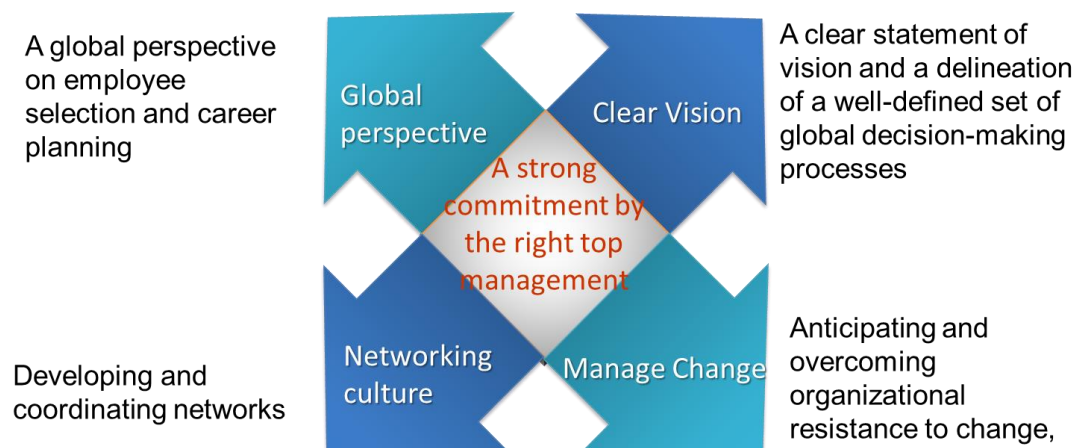 A global perspective
on employee
selection and career
planning
Global
perspective
Clear Vision
A clear statement of
vision and a delineation
of a well-defined set of
global decision-making
processes
A strong
commitment by
the right top
management
Developing and
coordinating networks
Networking
culture
Manage Change
Anticipating and
overcoming
organizational
resistance to change,